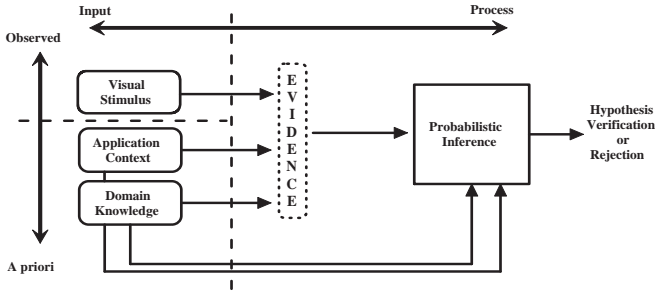 Input
Process
Observed
Visual
Stimulus
Application
Context
Domain
Knowledge
A priori
E
V
I
D
E
N
C
E
Probabilistic
Inference
Hypothesis
Verification
or
Rejection